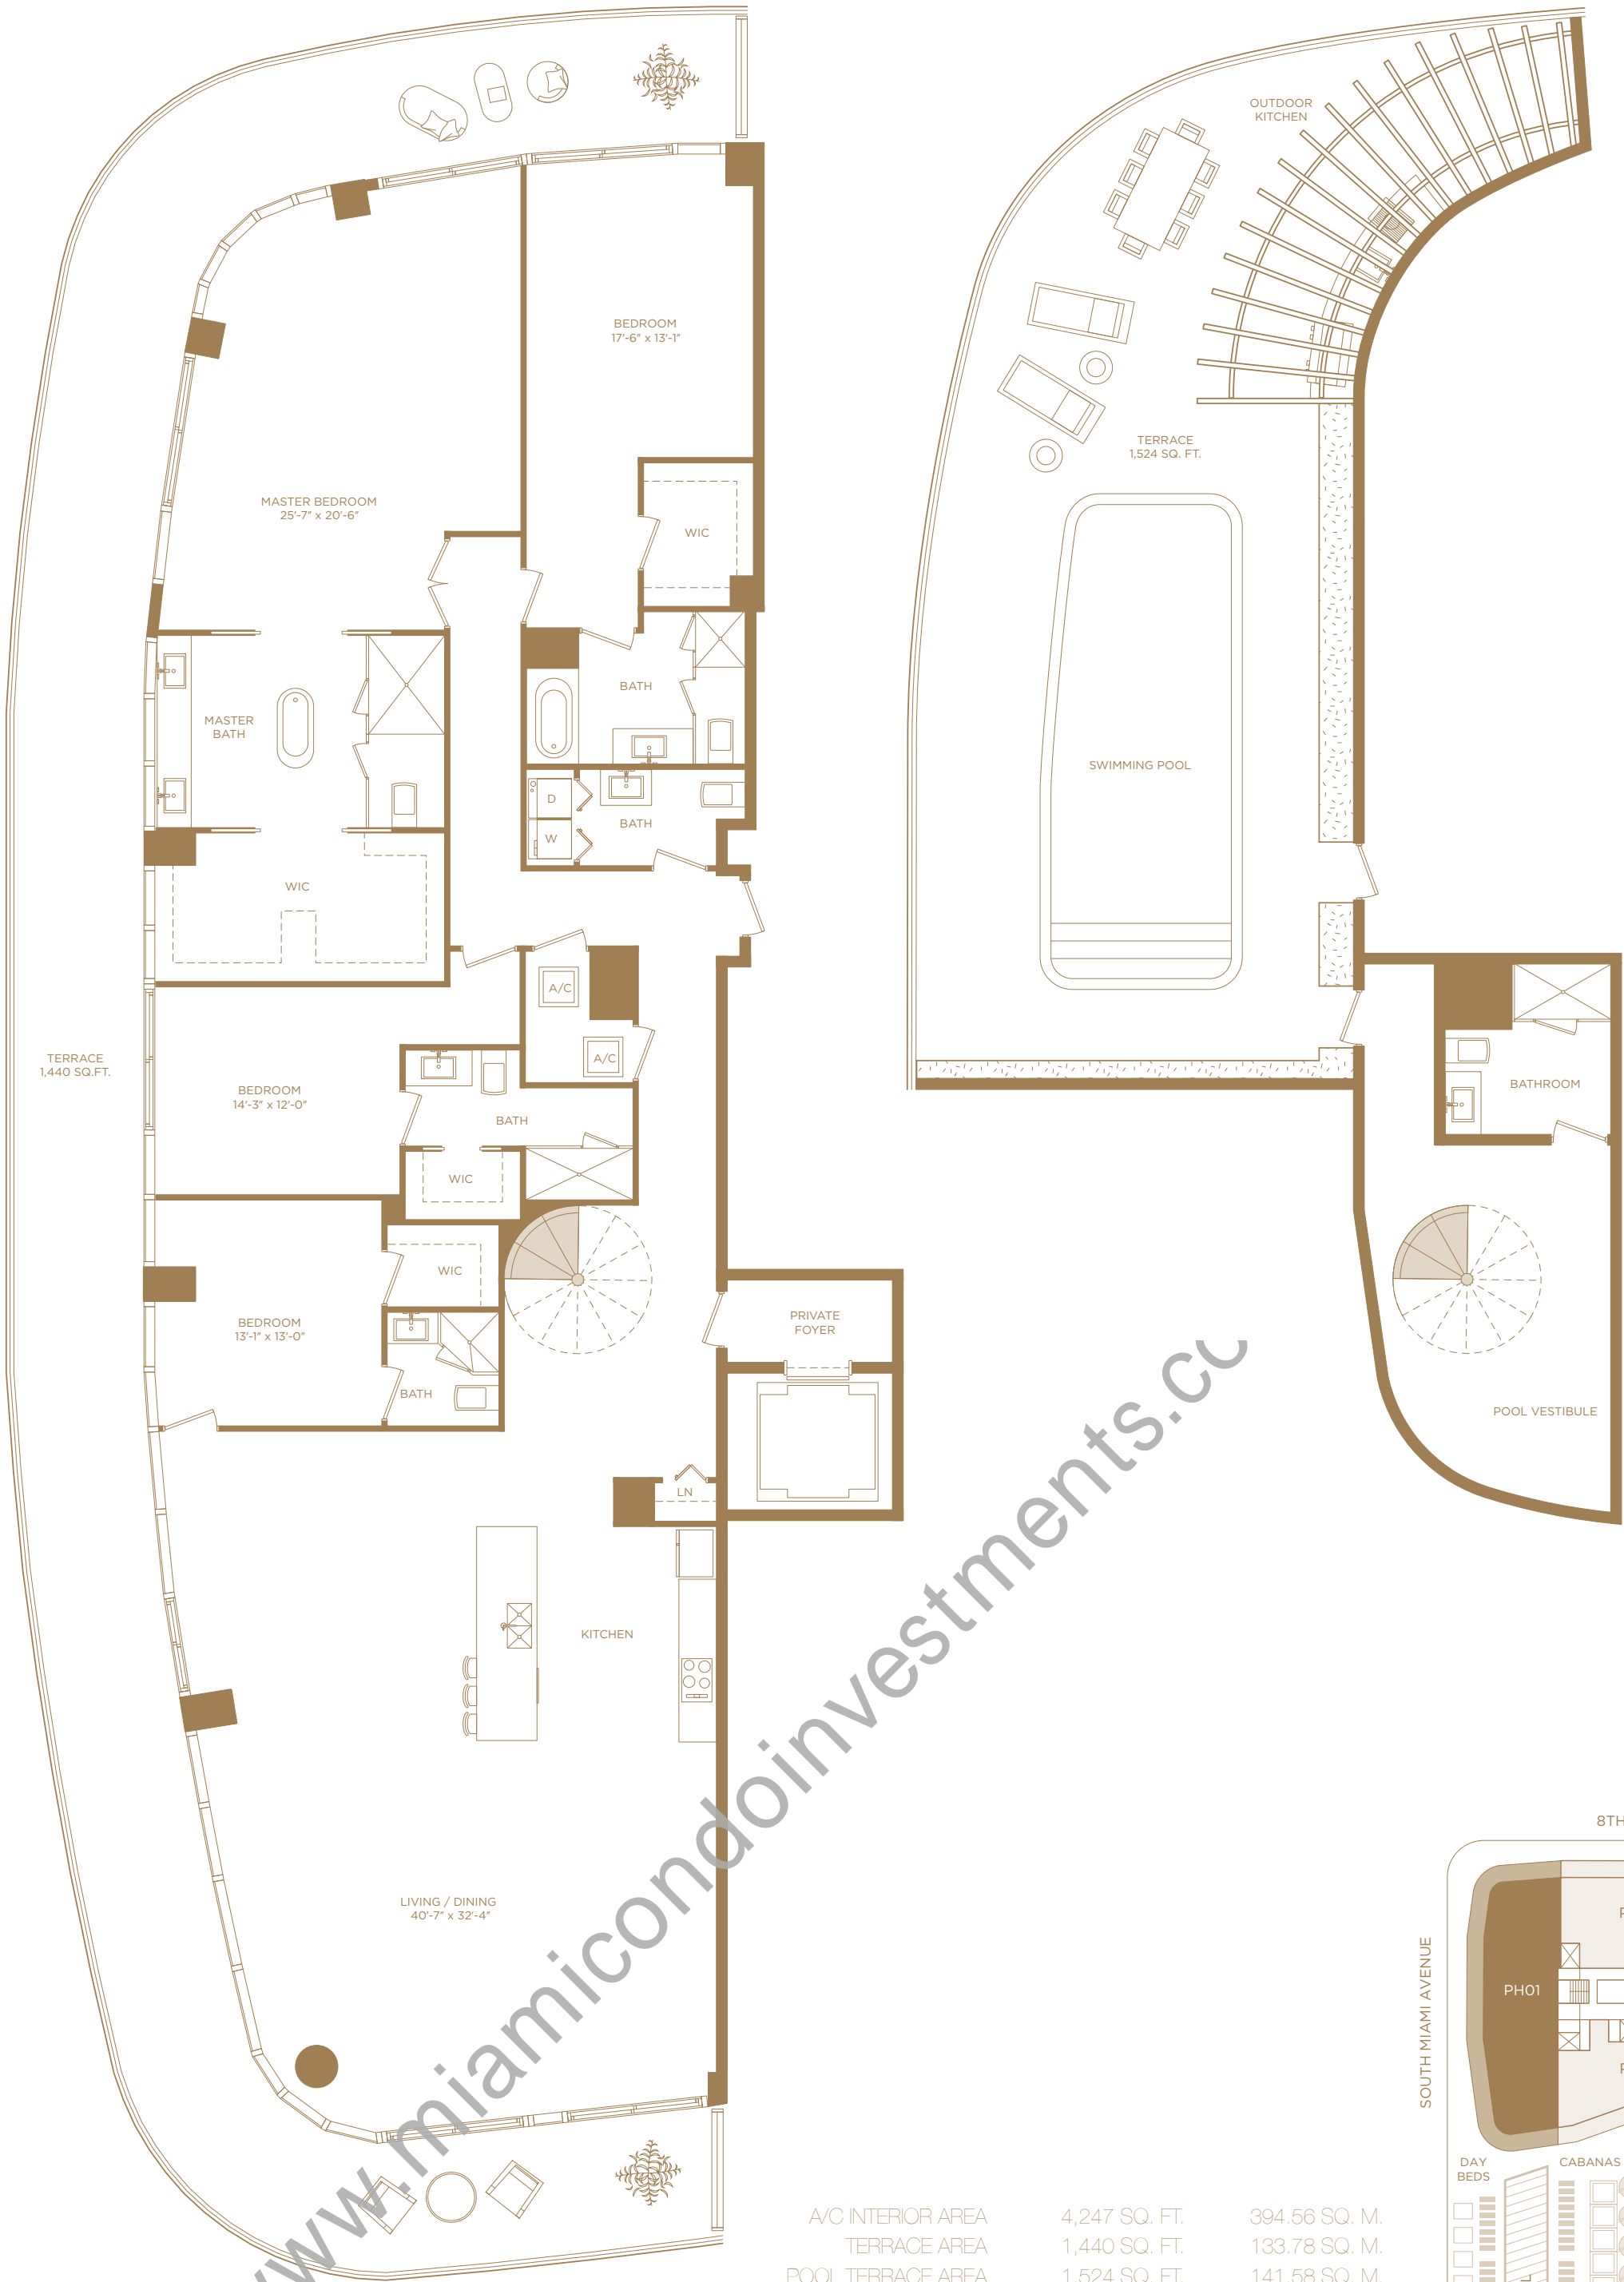 OUTDOOR
KITCHEN
BEDROOM
17'-6" x 13'-1"
TERRACE
1,524 SQ. FT.
MASTER BEDROOM
25'-7" x 20'-6"
WIC
BATH
MASTER
BATH
SWIMMING POOL
D
BATH
W
WIC
A/C
TERRACE
1,440 SQ.FT.
A/C
BEDROOM
14'-3" x 12'-0"
BATHROOM
BATH
WIC
WIC
BEDROOM
13'-1" x 13'-0"
PRIVATE
FOYER
BATH
POOL VESTIBULE
LN
KITCHEN
LIVING / DINING
40'-7" x 32'-4"
www.miamicondoinvestments.co
8TH
SOUTH MIAMI AVENUE
PH01
DAY
BEDS
CABANAS
A/C INTERIOR AREA 4,247 SQ. FT. 394.56 SQ. M.
TERRACE AREA 1,440 SQ. FT. 133.78 SQ. M.
POOL TERRACE AREA 1,524 SQ. FT. 141.58 SQ. M.